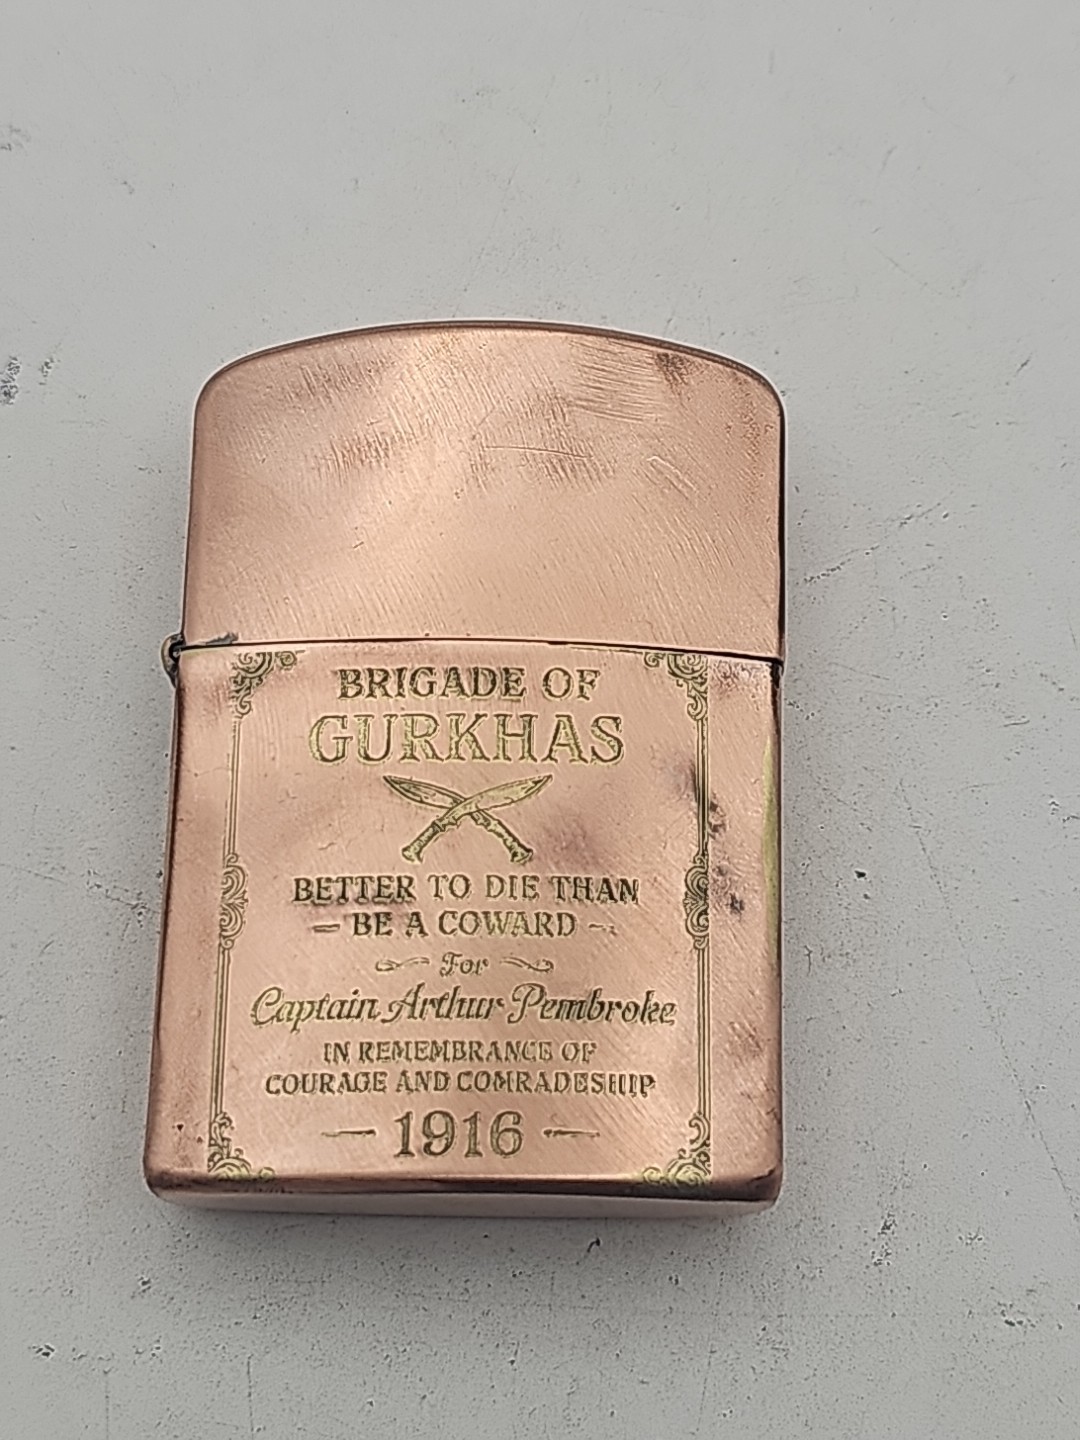 BRIGADE OF
GURKHAS
BETTER TO DIE THAN
— BE A COWARD —
For
Captain Arthur Pembroke
IN REMEMBRANCE OF
COURAGE AND COMRADESHIP
— 1916 —